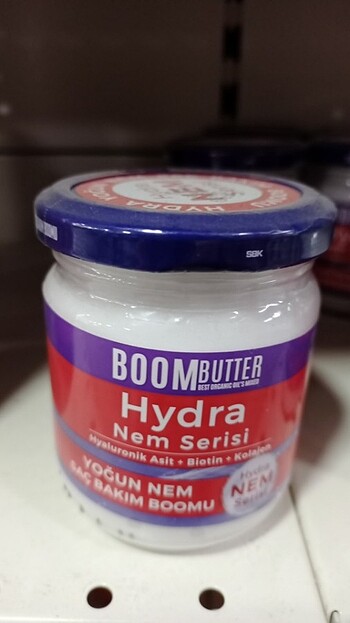 HYDRA
SBK
BOOMBUTTER
BEST ORGANIC OIL'S MIXED
Hydra
Nem Serisi
Hyaluronik Asit + Biotin + Kolajen
YOĞUN NEM
SAÇ BAKIM BOOMU
Hydra
NEM
Serisi